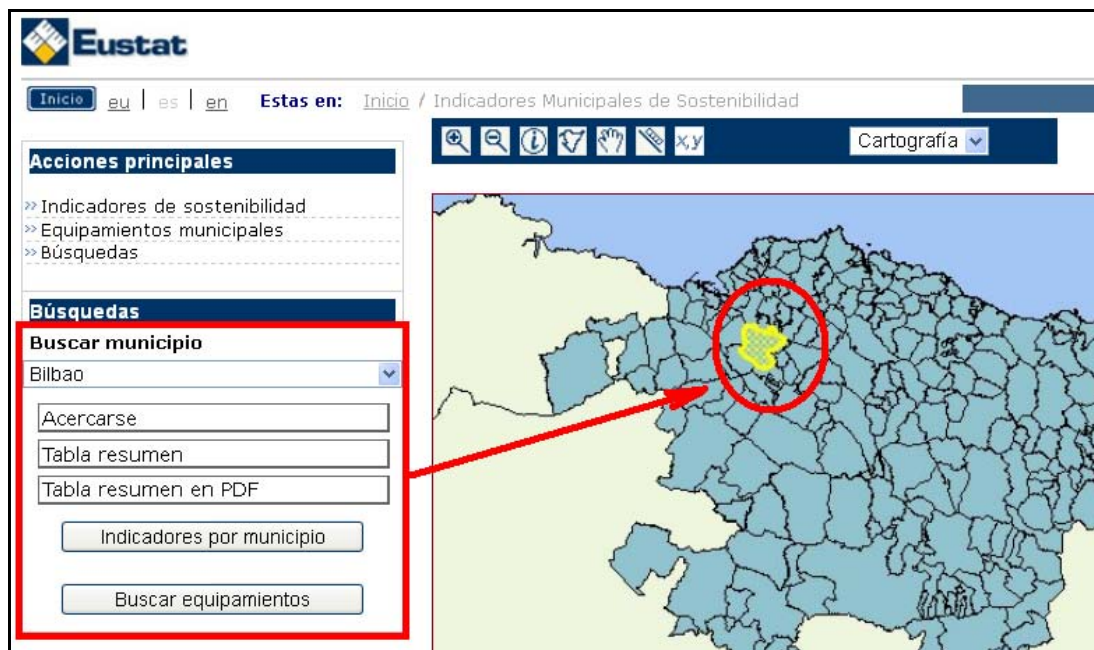 Eustat
Inicio eu | es | en Estas en: Inicio / Indicadores Municipales de Sostenibilidad
x,y Cartografía
Acciones principales
» Indicadores de sostenibilidad
» Equipamientos municipales
» Búsquedas
Búsquedas
Buscar municipio
Bilbao
Acercarse
Tabla resumen
Tabla resumen en PDF
Indicadores por municipio
Buscar equipamientos